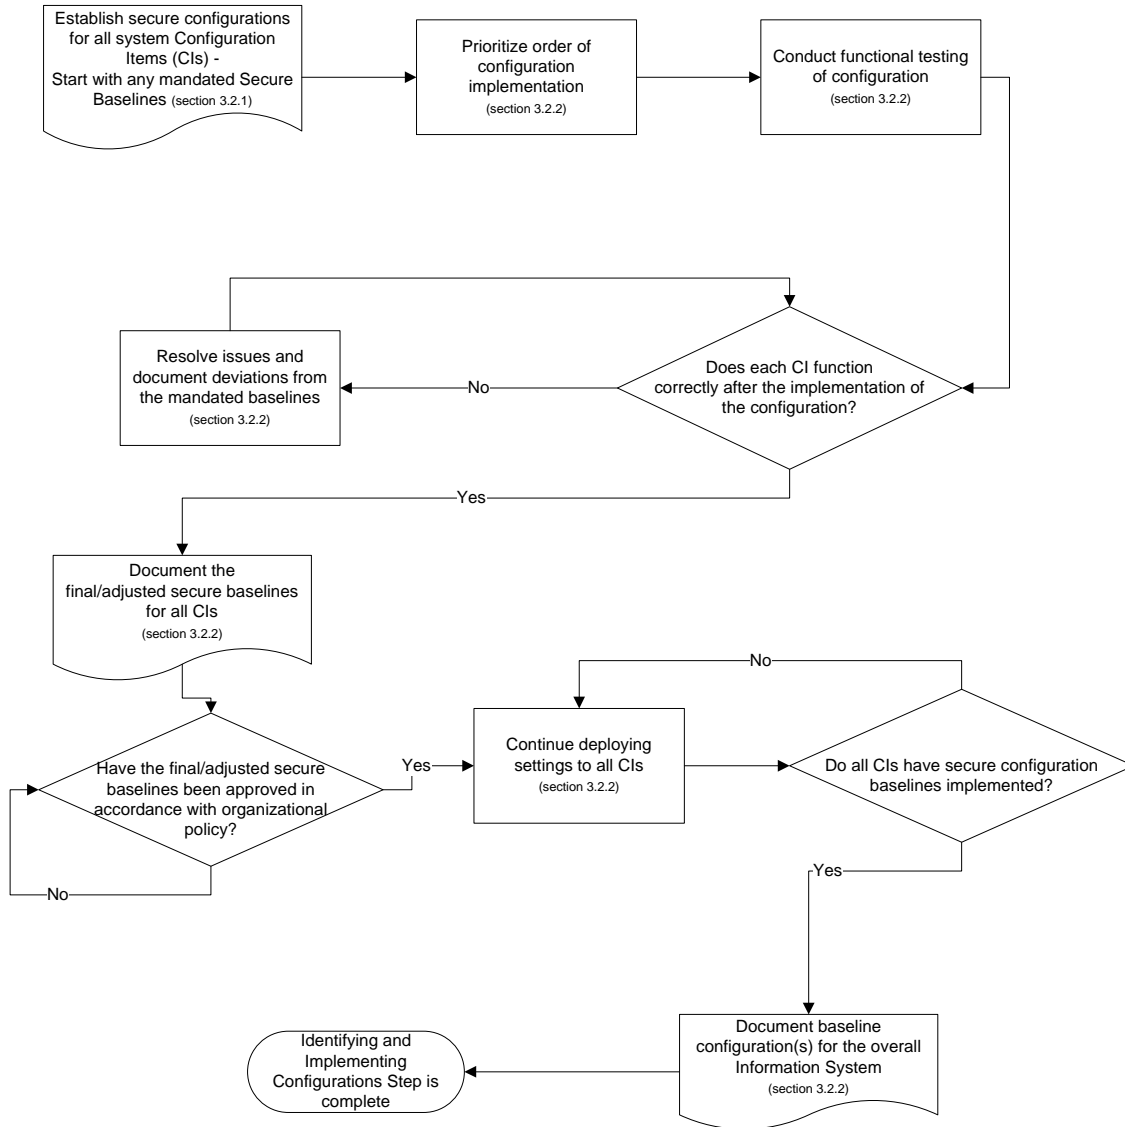 Establish secure configurations
for all system Configuration
Items (CIs) -
Start with any mandated Secure
Baselines (section 3.2.1)
Prioritize order of
configuration
implementation
(section 3.2.2)
Conduct functional testing
of configuration
(section 3.2.2)
Resolve issues and
document deviations from
the mandated baselines
(section 3.2.2)
No
Does each CI function
correctly after the implementation of
the configuration?
Yes
Document the
final/adjusted secure baselines
for all CIs
(section 3.2.2)
No
Have the final/adjusted secure
baselines been approved in
accordance with organizational
policy?
Yes
Continue deploying
settings to all CIs
(section 3.2.2)
Do all CIs have secure configuration
baselines implemented?
No
Yes
Identifying and
Implementing
Configurations Step is
complete
Document baseline
configuration(s) for the overall
Information System
(section 3.2.2)